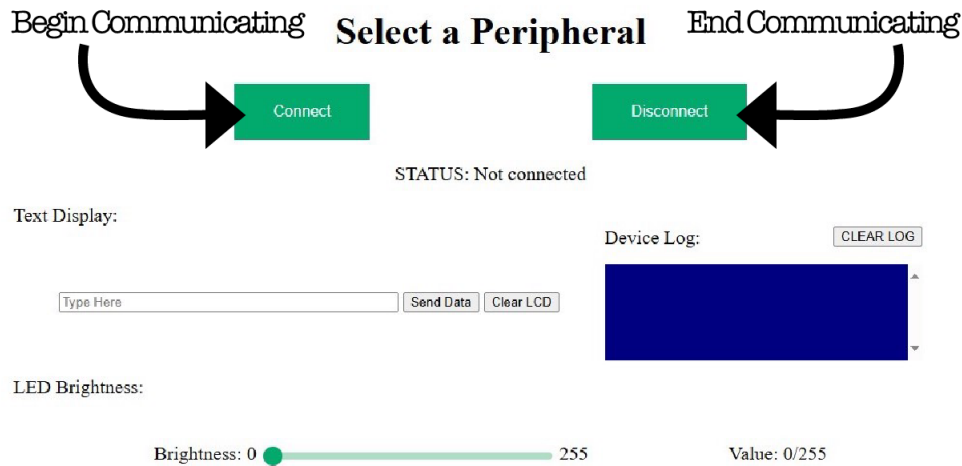 Begin Communicating
Select a Peripheral
End Communicating
Connect
Disconnect
STATUS: Not connected
Text Display:
Device Log:
CLEAR LOG
Type Here
Send Data
Clear LCD
LED Brightness:
Brightness: 0
255
Value: 0/255